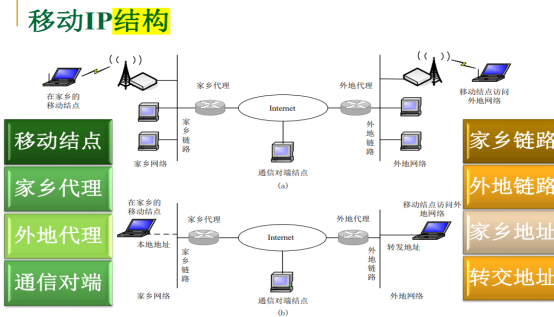 移动IP结构
在家乡的
移动结点
家乡代理
Internet
外地代理
移动结点访问
外地网络
家乡链路
外地链路
家乡网络
通信对端结点
外地网络
(a)
在家乡的
移动结点
本地地址
家乡代理
Internet
外地代理
移动结点访问外
地网络
转发地址
家乡链路
外地链路
家乡网络
通信对端结点
外地网络
(b)
移动结点
家乡代理
外地代理
通信对端
家乡链路
外地链路
家乡地址
转交地址